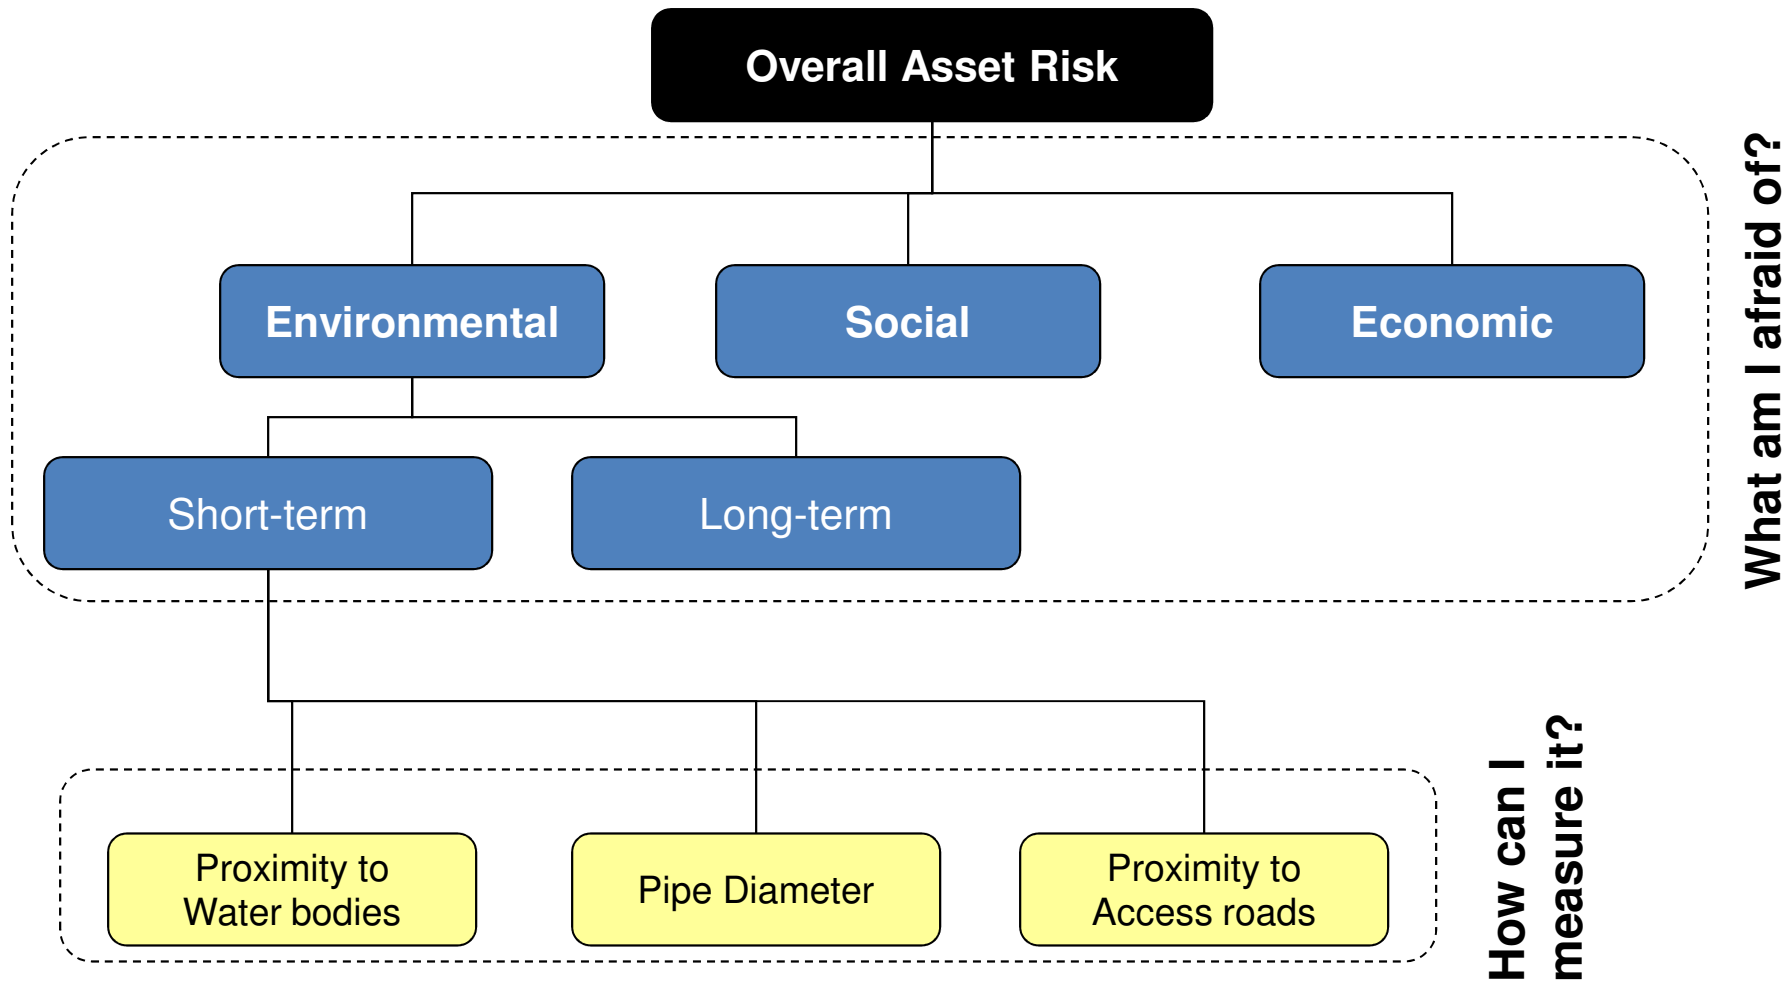 Overall Asset Risk
What am I afraid of?
Environmental
Social
Economic
Short-term
Long-term
How can I
measure it?
Proximity to
Water bodies
Pipe Diameter
Proximity to
Access roads